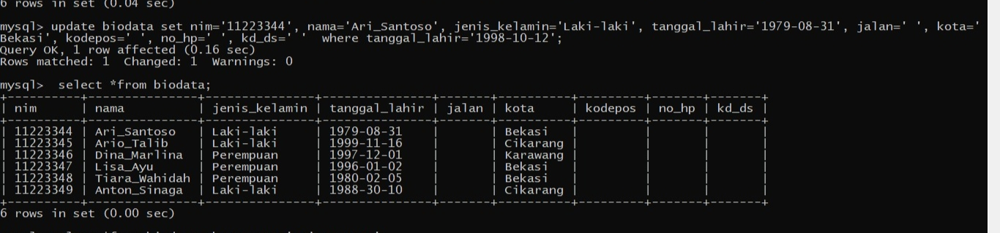 6 rows in set (0.04 sec)
mysql> update biodata set nim='11223344', nama='Ari_Santoso', jenis_kelamin='Laki-laki', tanggal_lahir='1979-08-31', jalan=' ', kota='
Bekasi', kodepos=' ', no_hp=' ', kd_ds=' '  where tanggal_lahir='1998-10-12';
Query OK, 1 row affected (0.16 sec)
Rows matched: 1  Changed: 1  Warnings: 0
mysql>  select *from biodata;
+----------+---------------+---------------+---------------+-------+----------+---------+-------+-------+
| nim      | nama          | jenis_kelamin | tanggal_lahir | jalan | kota     | kodepos | no_hp | kd_ds |
+----------+---------------+---------------+---------------+-------+----------+---------+-------+-------+
| 11223344 | Ari_Santoso   | Laki-laki     | 1979-08-31    |       | Bekasi   |         |       |       |
| 11223345 | Ario_Talib    | Laki-laki     | 1999-11-16    |       | Cikarang |         |       |       |
| 11223346 | Dina_Marlina  | Perempuan     | 1997-12-01    |       | Karawang |         |       |       |
| 11223347 | Lisa_Ayu      | Perempuan     | 1996-01-02    |       | Bekasi   |         |       |       |
| 11223348 | Tiara_Wahidah | Perempuan     | 1980-02-05    |       | Bekasi   |         |       |       |
| 11223349 | Anton_Sinaga  | Laki-laki     | 1988-30-10    |       | Cikarang |         |       |       |
+----------+---------------+---------------+---------------+-------+----------+---------+-------+-------+
6 rows in set (0.00 sec)